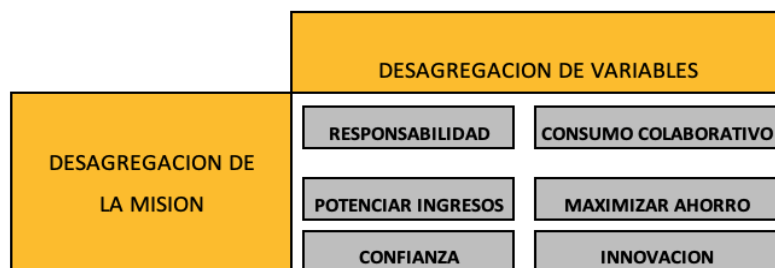 DESAGREGACION DE VARIABLES
DESAGREGACION DE
LA MISION
RESPONSABILIDAD
CONSUMO COLABORATIVO
POTENCIAR INGRESOS
MAXIMIZAR AHORRO
CONFIANZA
INNOVACION